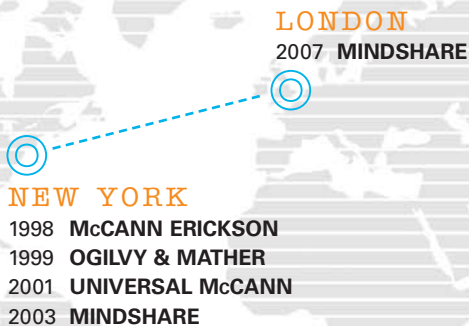 LONDON
2007 MINDSHARE
NEW YORK
1998 McCANN ERICKSON
1999 OGILVY & MATHER
2001 UNIVERSAL McCANN
2003 MINDSHARE